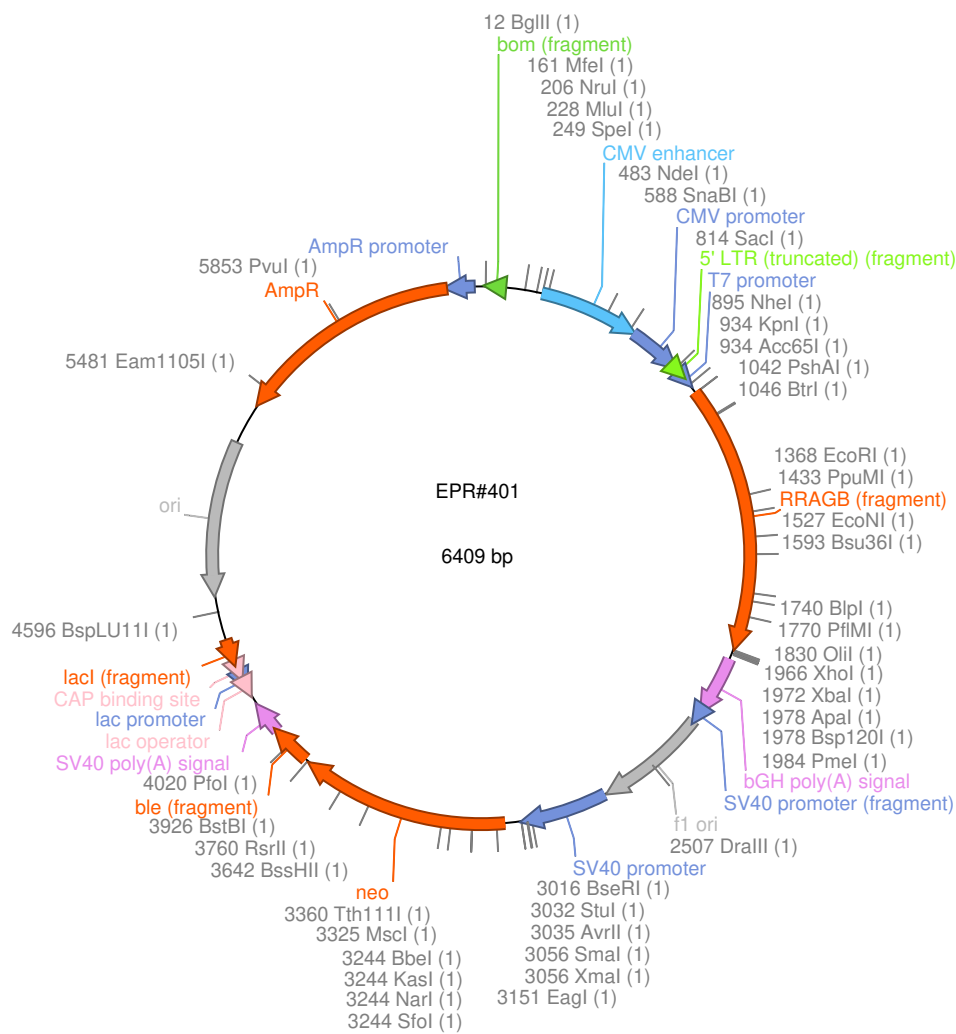 12 BglII (1)
bom (fragment)
161 MfeI (1)
206 NruI (1)
228 MluI (1)
249 SpeI (1)
CMV enhancer
483 NdeI (1)
588 SnaBI (1)
CMV promoter
814 SacI (1)
5' LTR (truncated) (fragment)
T7 promoter
895 NheI (1)
934 KpnI (1)
934 Acc65I (1)
1042 PshAI (1)
1046 BtrI (1)
1368 EcoRI (1)
1433 PpuMI (1)
RRAGB (fragment)
1527 EcoNI (1)
1593 Bsu36I (1)
1740 BlpI (1)
1770 PflMI (1)
1830 OliI (1)
1966 XhoI (1)
1972 XbaI (1)
1978 ApaI (1)
1978 Bsp120I (1)
1984 PmeI (1)
bGH poly(A) signal
SV40 promoter (fragment)
f1 ori
2507 DraIII (1)
SV40 promoter
3016 BseRI (1)
3032 StuI (1)
3035 AvrII (1)
3056 SmaI (1)
3056 XmaI (1)
3151 EagI (1)
3244 SfoI (1)
3244 NarI (1)
3244 KasI (1)
3244 BbeI (1)
3325 MscI (1)
3360 Tth111I (1)
neo
3642 BssHII (1)
3760 RsrII (1)
3926 BstBI (1)
ble (fragment)
4020 PfoI (1)
SV40 poly(A) signal
lac operator
lac promoter
CAP binding site
lacI (fragment)
4596 BspLU11I (1)
ori
5481 Eam1105I (1)
AmpR
5853 PvuI (1)
AmpR promoter
EPR#401
6409 bp